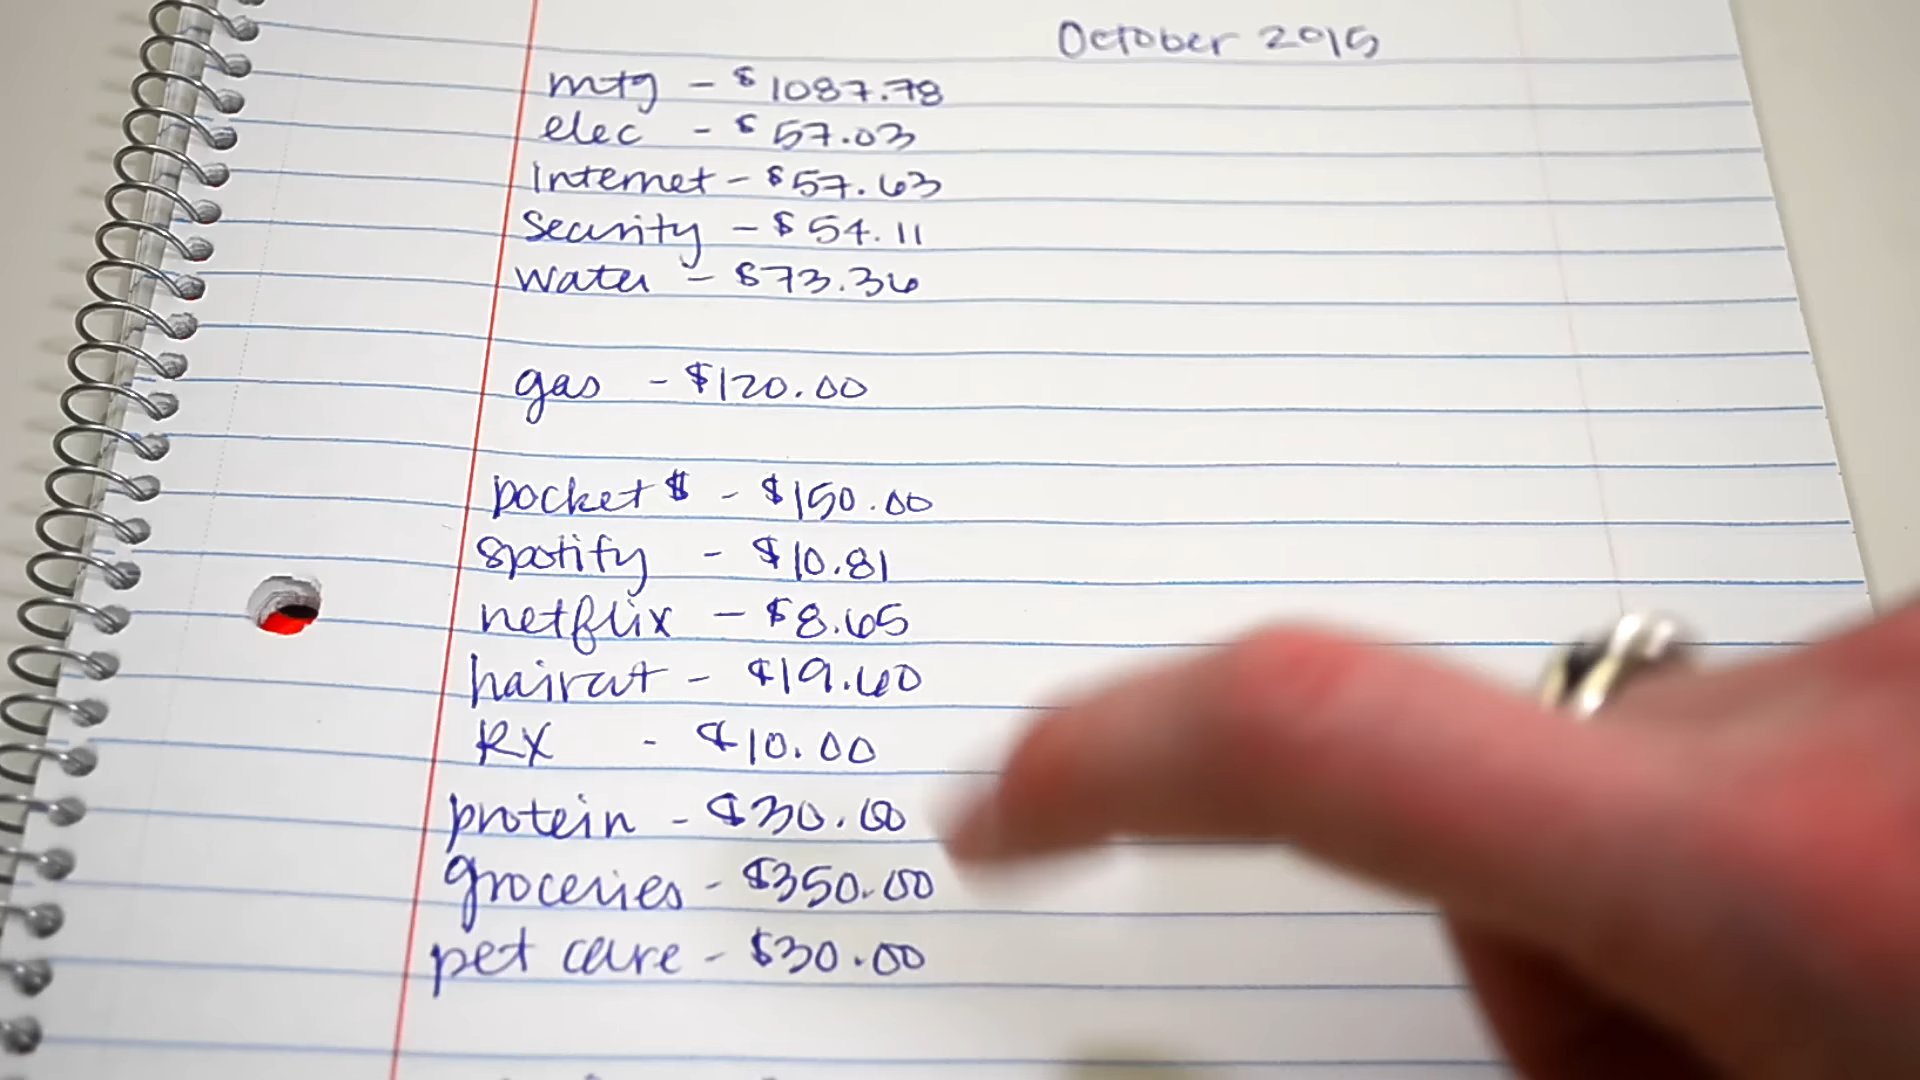 October 2015
mtg - $1087.78
elec - $57.03
Internet - $57.63
Security - $54.11
water - $73.36
gas - $120.00
pocket $ - $150.00
spotify - $10.81
netflix - $8.65
haircut - $19.60
RX - $10.00
protein - $30.00
groceries - $350.00
pet care - $30.00